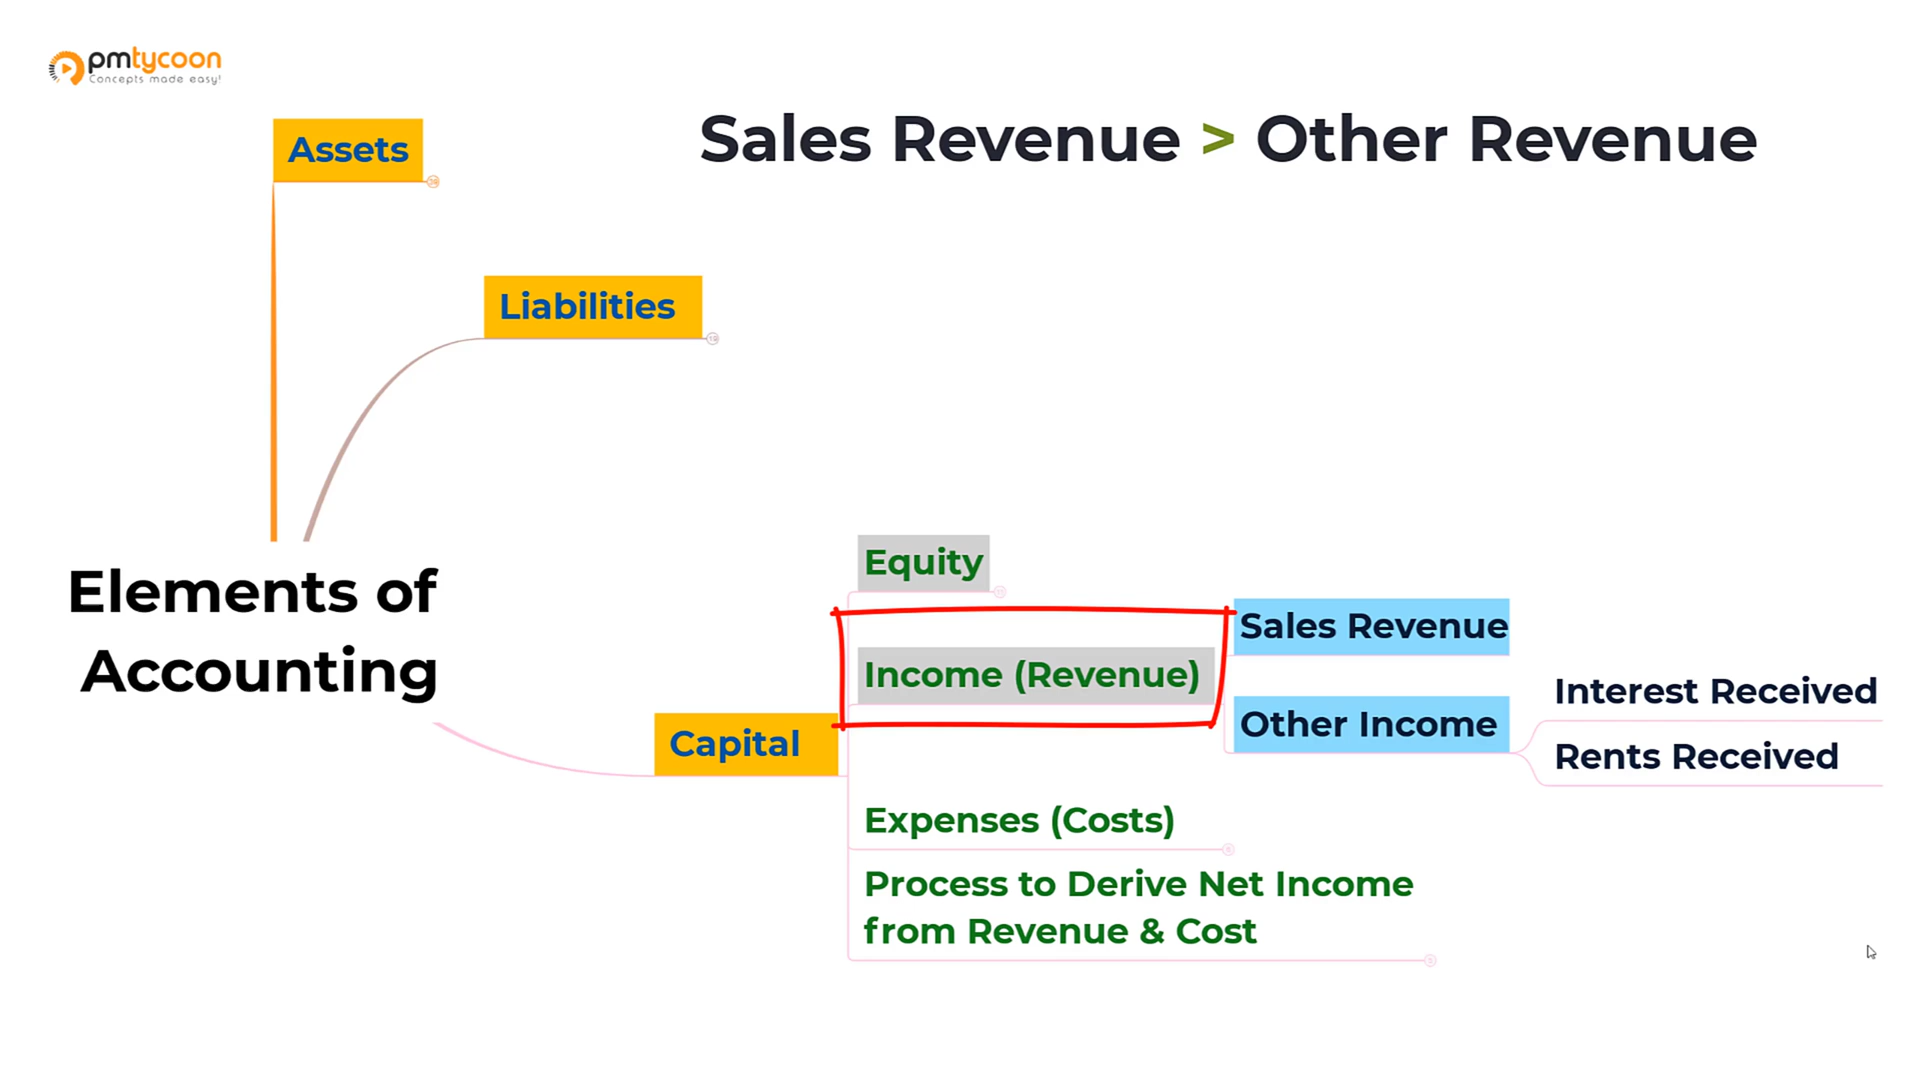 pmtycoon
Concepts made easy!
Sales Revenue > Other Revenue
Assets
Liabilities
Elements of
Accounting
Capital
Equity
Income (Revenue)
Sales Revenue
Other Income
Interest Received
Rents Received
Expenses (Costs)
Process to Derive Net Income
from Revenue & Cost